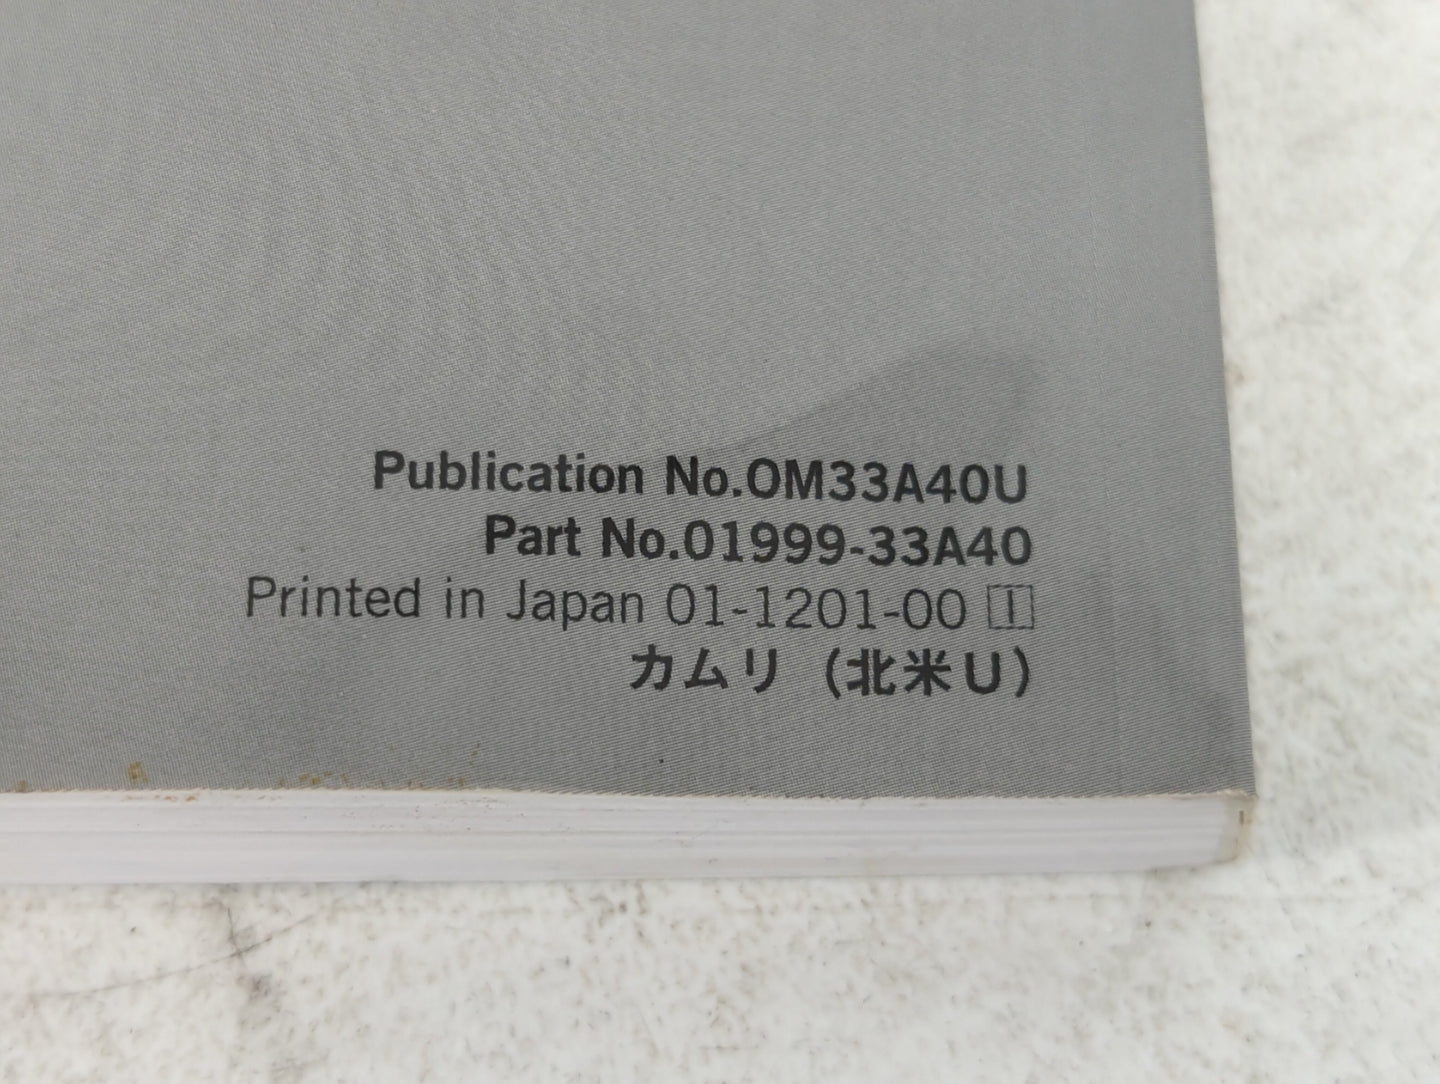 Publication No.OM33A40U
Part No.01999-33A40
Printed in Japan 01-1201-00 I
カムリ (北米U)